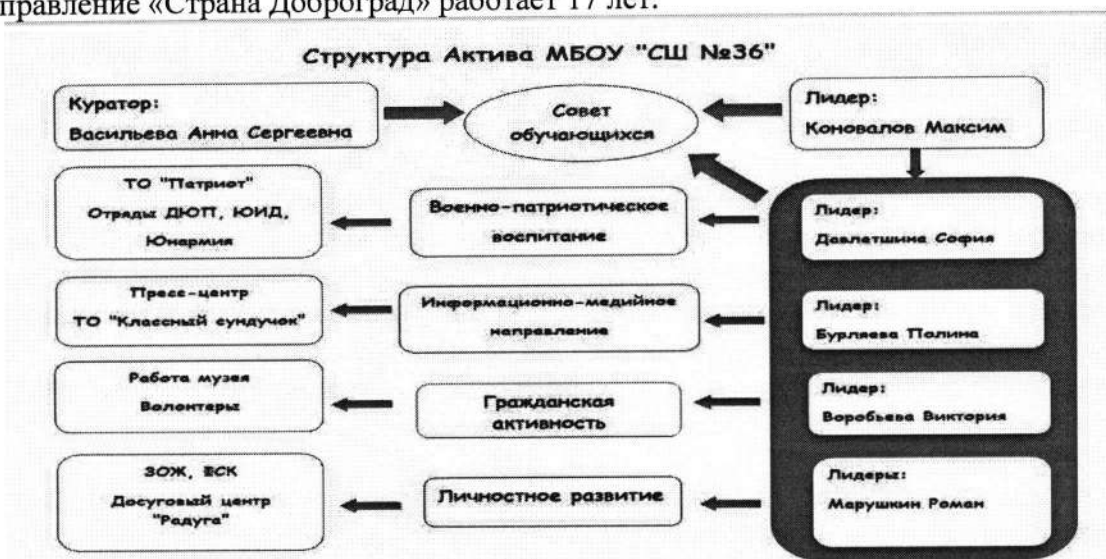 правление «Страна Доброград» работает 17 лет.
Структура Актива МБОУ "СШ №36"
Куратор:
Васильева Анна Сергеевна
Совет
обучающихся
Лидер:
Коновалов Максим
ТО "Патриот"
Отряды ДЮП, ЮИД,
Юнармия
Военно-патриотическое
воспитание
Лидер:
Давлетшина София
Пресс-центр
ТО "Классный сундучок"
Информационно-медийное
направление
Лидер:
Бурляева Полина
Работа музея
Волонтеры
Гражданская
активность
Лидер:
Воробьева Виктория
ЗОЖ, ВСК
Досуговый центр
"Радуга"
Личностное развитие
Лидеры:
Марушкин Роман